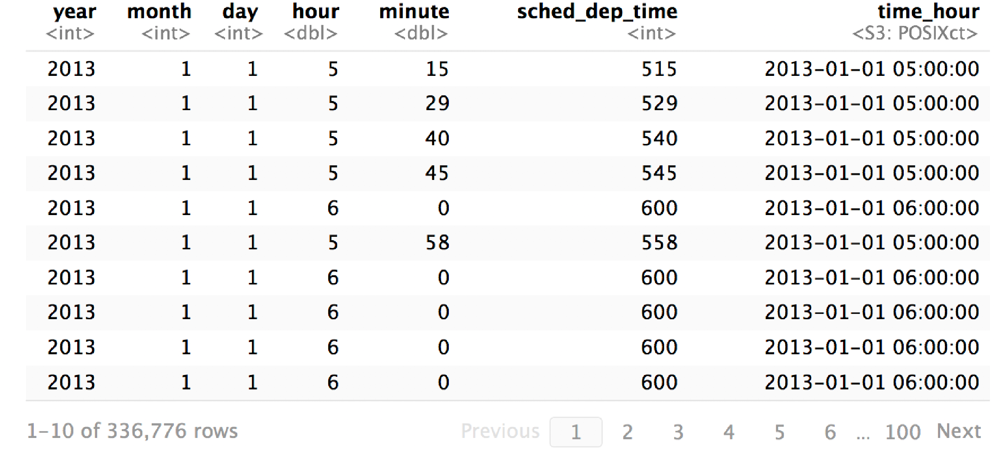 year month day hour minute sched_dep_time time_hour
<int> <int> <int> <dbl> <dbl> <int> <S3: POSIXct>
2013 1 1 5 15 515 2013-01-01 05:00:00
2013 1 1 5 29 529 2013-01-01 05:00:00
2013 1 1 5 40 540 2013-01-01 05:00:00
2013 1 1 5 45 545 2013-01-01 05:00:00
2013 1 1 6 0 600 2013-01-01 06:00:00
2013 1 1 5 58 558 2013-01-01 05:00:00
2013 1 1 6 0 600 2013-01-01 06:00:00
2013 1 1 6 0 600 2013-01-01 06:00:00
2013 1 1 6 0 600 2013-01-01 06:00:00
2013 1 1 6 0 600 2013-01-01 06:00:00
1-10 of 336,776 rows Previous 1 2 3 4 5 6 ... 100 Next